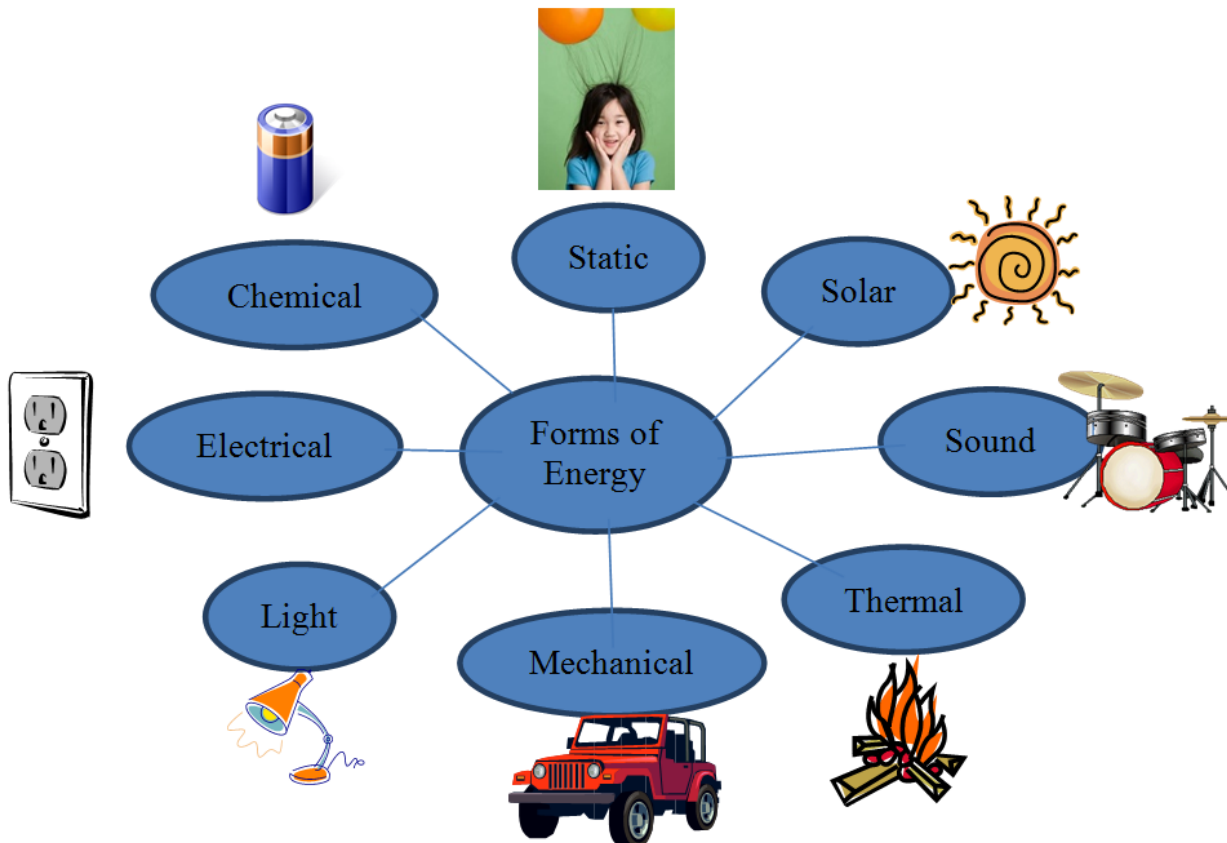 Static
Chemical
Solar
Electrical
Forms of
Energy
Sound
Light
Mechanical
Thermal